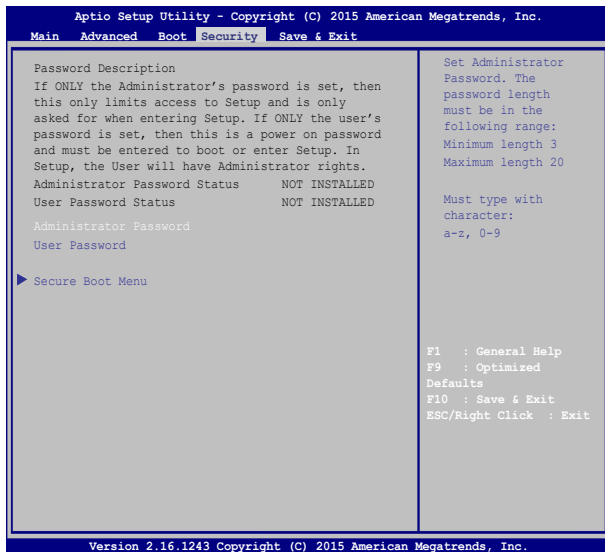 Aptio Setup Utility - Copyright (C) 2015 American Megatrends, Inc.
Main Advanced Boot Security Save & Exit
Password Description
If ONLY the Administrator's password is set, then
this only limits access to Setup and is only
asked for when entering Setup. If ONLY the user's
password is set, then this is a power on password
and must be entered to boot or enter Setup. In
Setup, the User will have Administrator rights.
Administrator Password Status NOT INSTALLED
User Password Status NOT INSTALLED
Administrator Password
User Password
Secure Boot Menu
Set Administrator
Password. The
password length
must be in the
following range:
Minimum length 3
Maximum length 20
Must type with
character:
a-z, 0-9
F1 : General Help
F9 : Optimized
Defaults
F10 : Save & Exit
ESC/Right Click : Exit
Version 2.16.1243 Copyright (C) 2015 American Megatrends, Inc.